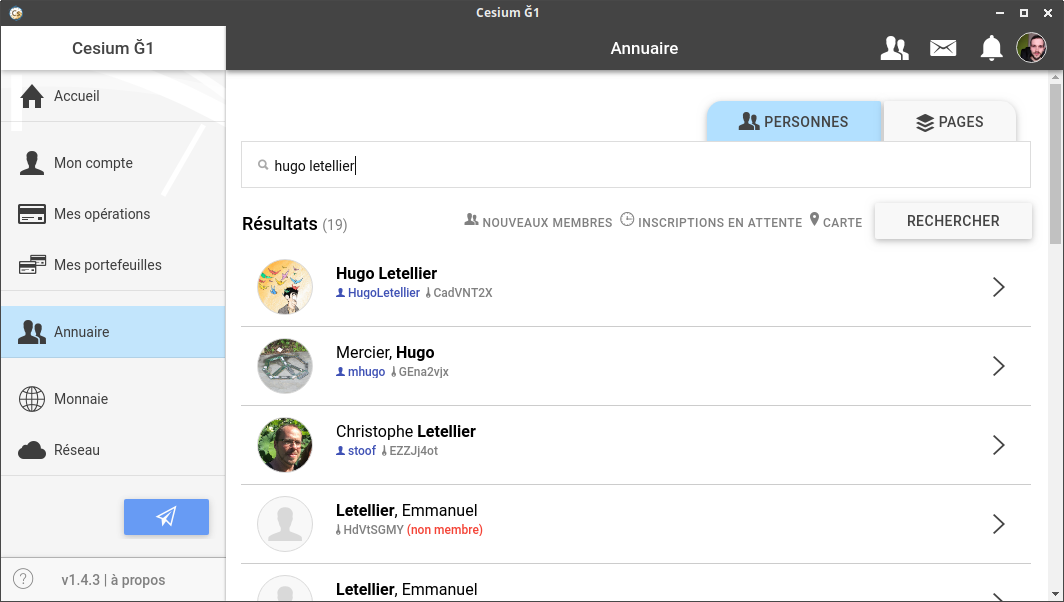 Cesium Ğ1
Cesium Ğ1
Annuaire
Accueil
Mon compte
Mes opérations
Mes portefeuilles
Annuaire
Monnaie
Réseau
? v1.4.3 | à propos
PERSONNES PAGES
hugo letellier
Résultats (19) NOUVEAUX MEMBRES INSCRIPTIONS EN ATTENTE CARTE RECHERCHER
Hugo Letellier
HugoLetellier CadVNT2X
Mercier, Hugo
mhugo GEna2vjx
Christophe Letellier
stoof EZZJj4ot
Letellier, Emmanuel
HdVtSGMY (non membre)
Letellier, Emmanuel